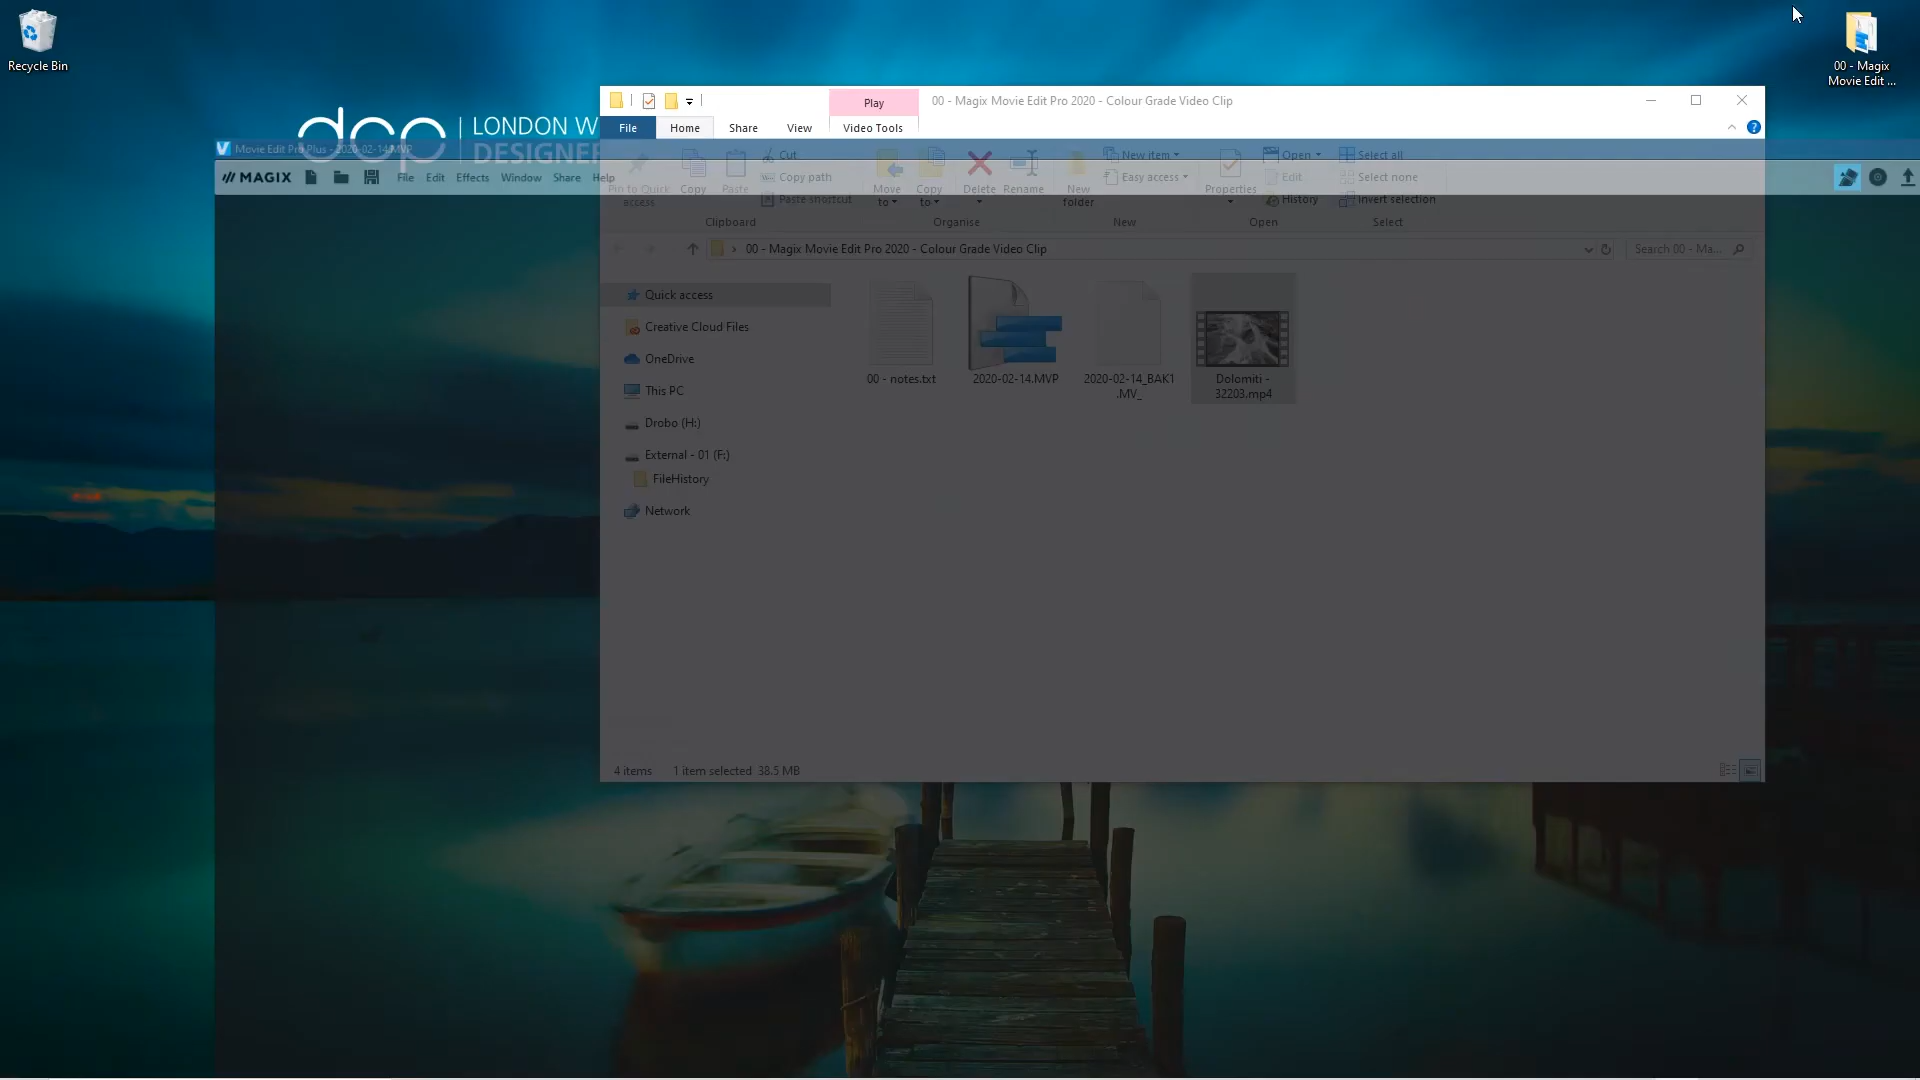 Recycle Bin
00 - Magix
Movie Edit ...
dcp | LONDON W
DESIGNER
Movie Edit Pro Plus - 2020-02-14.MVP
MAGIX File Edit Effects Window Share Help
Play 00 - Magix Movie Edit Pro 2020 - Colour Grade Video Clip
File Home Share View Video Tools
Pin to Quick access
Copy
Paste
Cut
Copy path
Paste shortcut
Move to
Copy to
Delete
Rename
New folder
New item
Easy access
Properties
Open
Edit
History
Select all
Select none
Invert selection
Clipboard Organise New Open Select
00 - Magix Movie Edit Pro 2020 - Colour Grade Video Clip
Search 00 - Ma...
Quick access
Creative Cloud Files
OneDrive
This PC
Drobo (H:)
External - 01 (F:)
FileHistory
Network
00 - notes.txt
2020-02-14.MVP
2020-02-14_BAK1
.MV_
Dolomiti -
32203.mp4
4 items 1 item selected 38.5 MB